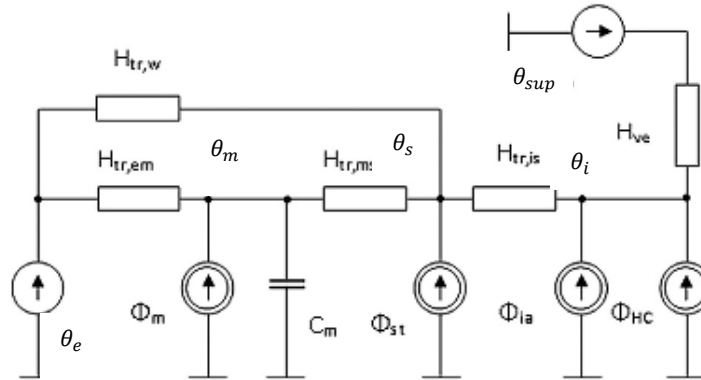 H_tr,w
θ_sup
θ_m
θ_s
H_ve
H_tr,em
H_tr,ms
H_tr,is
θ_i
θ_e
Φ_m
C_m
Φ_st
Φ_ia
Φ_HC